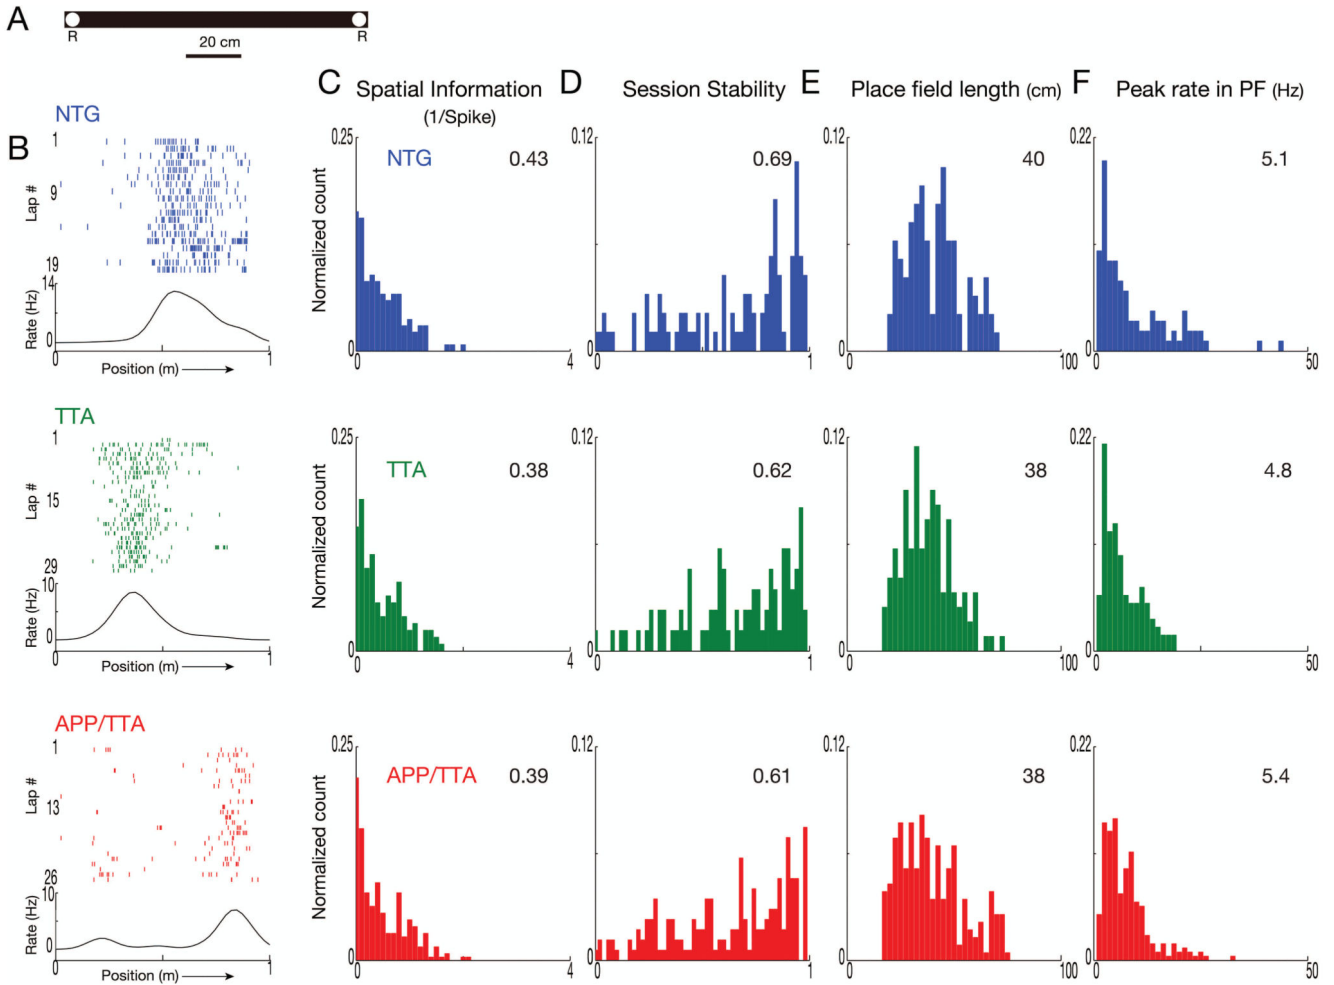 A
R R
20 cm
C Spatial Information (1/Spike)
D Session Stability
E Place field length (cm)
F Peak rate in PF (Hz)
B
NTG
1
9
19
Lap #
14
0
Rate (Hz)
0 1
Position (m)
0.25
0
Normalized count
NTG
0.43
0 4
0.12
0
0.69
0 1
0.12
0
40
0 100
0.22
0
5.1
0 50
TTA
1
15
29
Lap #
10
0
Rate (Hz)
0 1
Position (m)
0.25
0
Normalized count
TTA
0.38
0 4
0.12
0
0.62
0 1
0.12
0
38
0 100
0.22
0
4.8
0 50
APP/TTA
1
13
26
Lap #
10
0
Rate (Hz)
0 1
Position (m)
0.25
0
Normalized count
APP/TTA
0.39
0 4
0.12
0
0.61
0 1
0.12
0
38
0 100
0.22
0
5.4
0 50